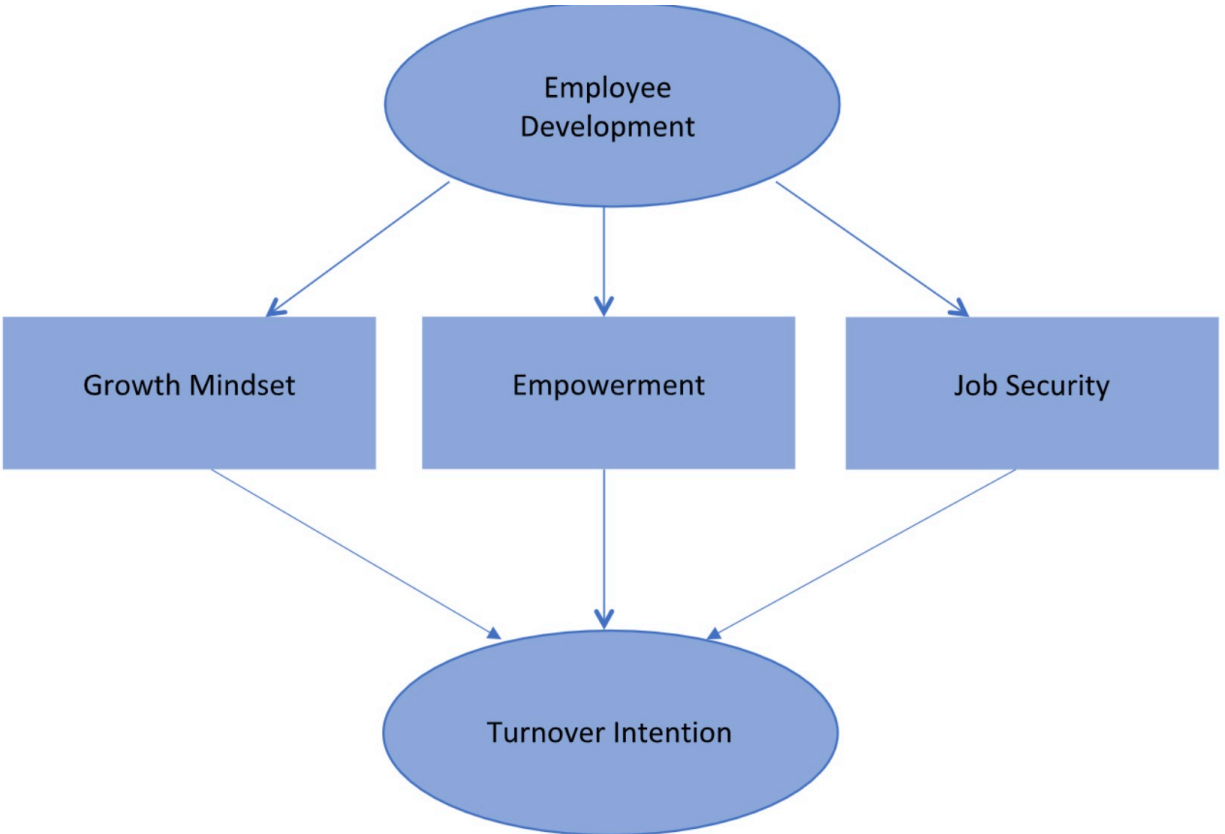 Employee
Development
Growth Mindset
Empowerment
Job Security
Turnover Intention